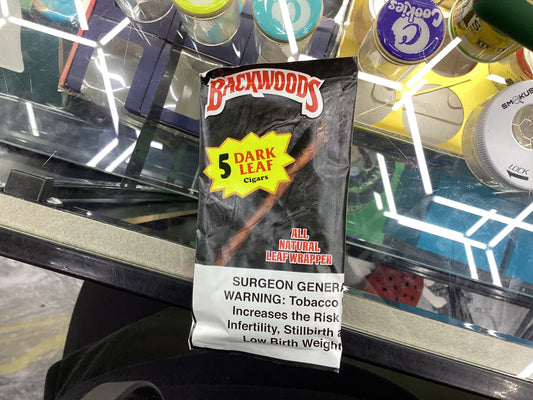 Cookies
SMOKUS
LOCK
BACKWOODS
5 DARK
LEAF
Cigars
ALL
NATURAL
LEAF WRAPPER
SURGEON GENERA
WARNING: Tobacco
Increases the Risk
Infertility, Stillbirth a
Low Birth Weight